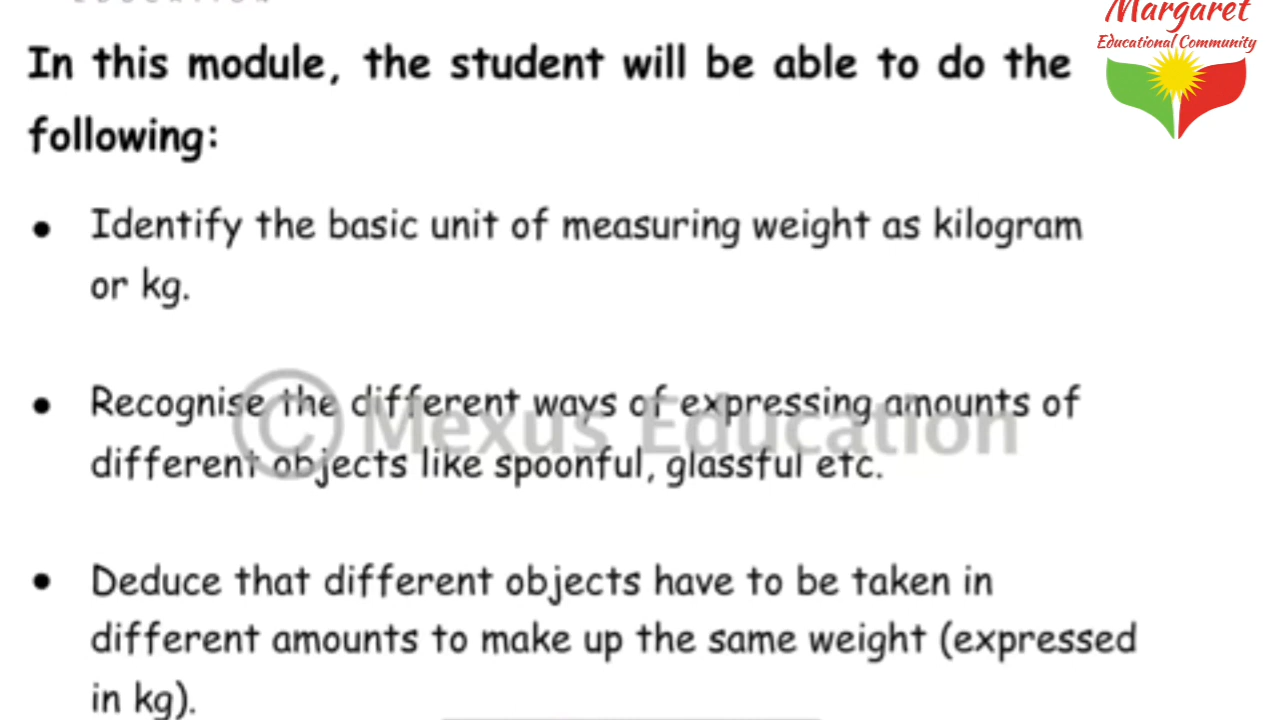 EDUCATION
Margaret
Educational Community
In this module, the student will be able to do the
following:
• Identify the basic unit of measuring weight as kilogram
or kg.
• Recognise the different ways of expressing amounts of
different objects like spoonful, glassful etc.
© Mexus Education
• Deduce that different objects have to be taken in
different amounts to make up the same weight (expressed
in kg).